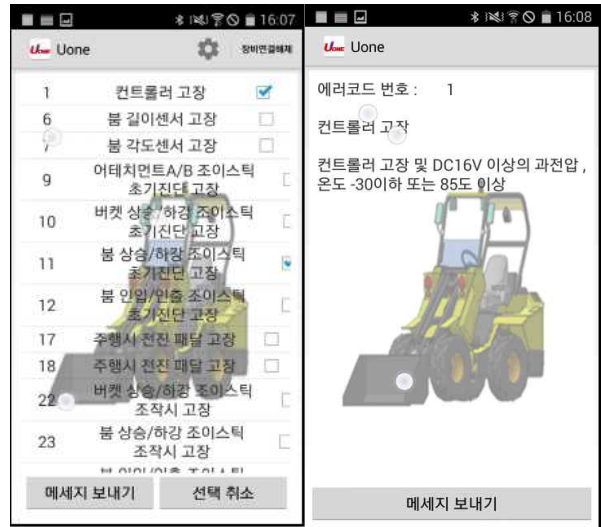 16:07
Uone
장비연결해제
1 컨트롤러 고장
6 붐 길이센서 고장
7 붐 각도센서 고장
9 어테치먼트A/B 조이스틱
초기진단 고장
10 버켓 상승/하강 조이스틱
초기진단 고장
11 붐 상승/하강 조이스틱
초기진단 고장
12 붐 인입/인출 조이스틱
초기진단 고장
17 주행시 전진 패달 고장
18 주행시 전진 패달 고장
22 버켓 상승/하강 조이스틱
조작시 고장
23 붐 상승/하강 조이스틱
조작시 고장
메세지 보내기
선택 취소
16:08
Uone
에러코드 번호 : 1
컨트롤러 고장
컨트롤러 고장 및 DC16V 이상의 과전압 ,
온도 -30이하 또는 85도 이상
메세지 보내기